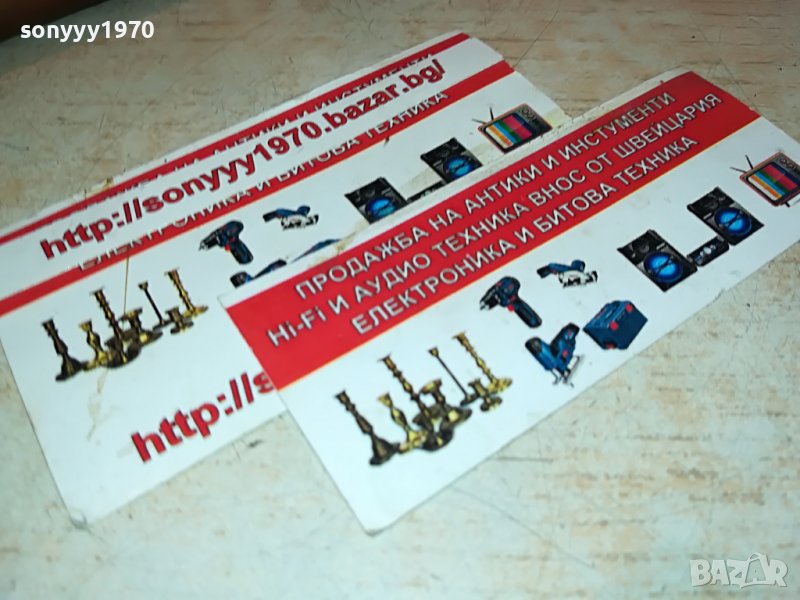 sonyyy1970
http://sonyyy1970.bazar.bg/
ЕЛЕКТРОНИКА И БИТОВА ТЕХНИКА
http://s
ПРОДАЖБА НА АНТИКИ И ИНСТУМЕНТИ
Hi-Fi И АУДИО ТЕХНИКА ВНОС ОТ ШВЕЙЦАРИЯ
ЕЛЕКТРОНИКА И БИТОВА ТЕХНИКА
BAZAR